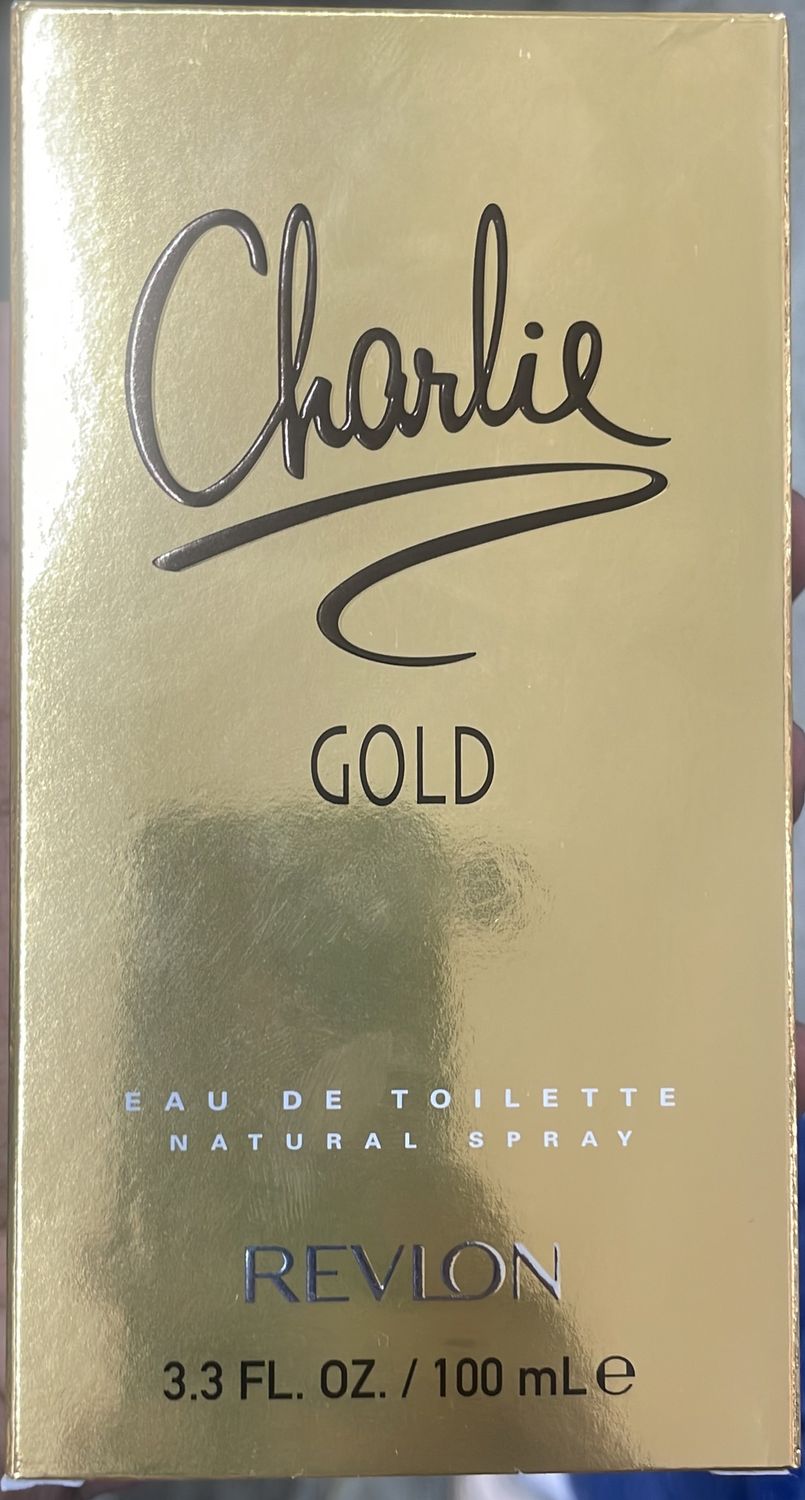 Charlie
GOLD
EAU DE TOILETTE
NATURAL SPRAY
REVLON
3.3 FL. OZ. / 100 mL e